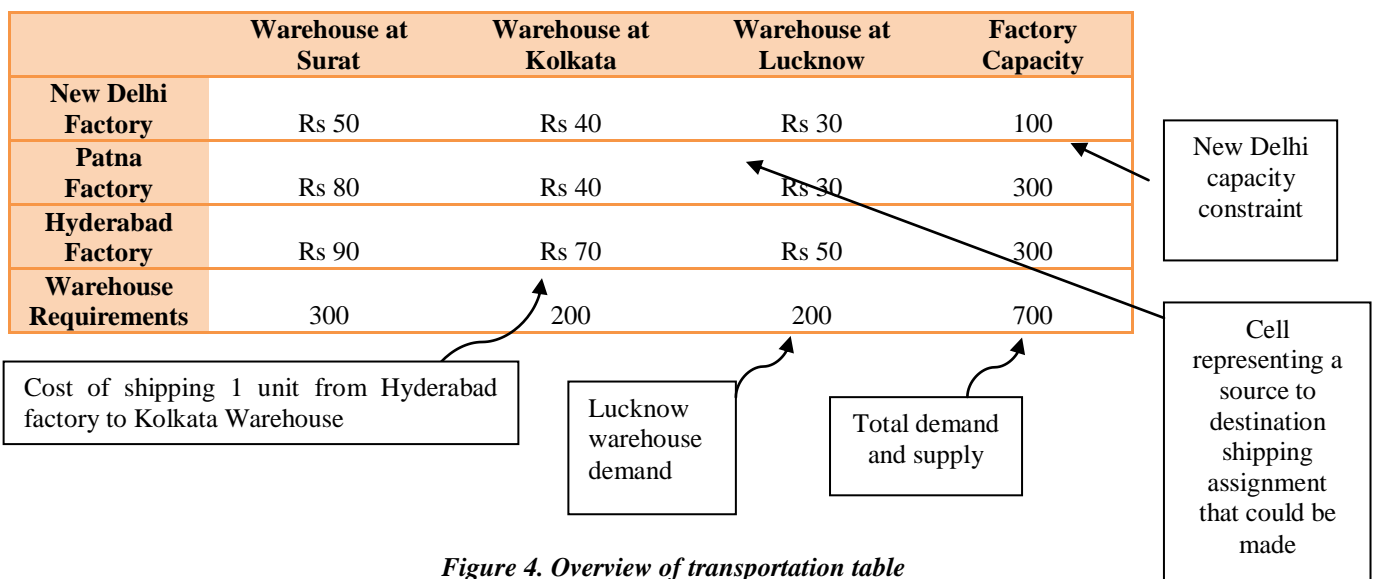 Warehouse at Surat Warehouse at Kolkata Warehouse at Lucknow Factory Capacity
New Delhi Factory Rs 50 Rs 40 Rs 30 100
Patna Factory Rs 80 Rs 40 Rs 30 300
Hyderabad Factory Rs 90 Rs 70 Rs 50 300
Warehouse Requirements 300 200 200 700
New Delhi
capacity
constraint
Cost of shipping 1 unit from Hyderabad
factory to Kolkata Warehouse
Lucknow
warehouse
demand
Total demand
and supply
Cell
representing a
source to
destination
shipping
assignment
that could be
made
Figure 4. Overview of transportation table